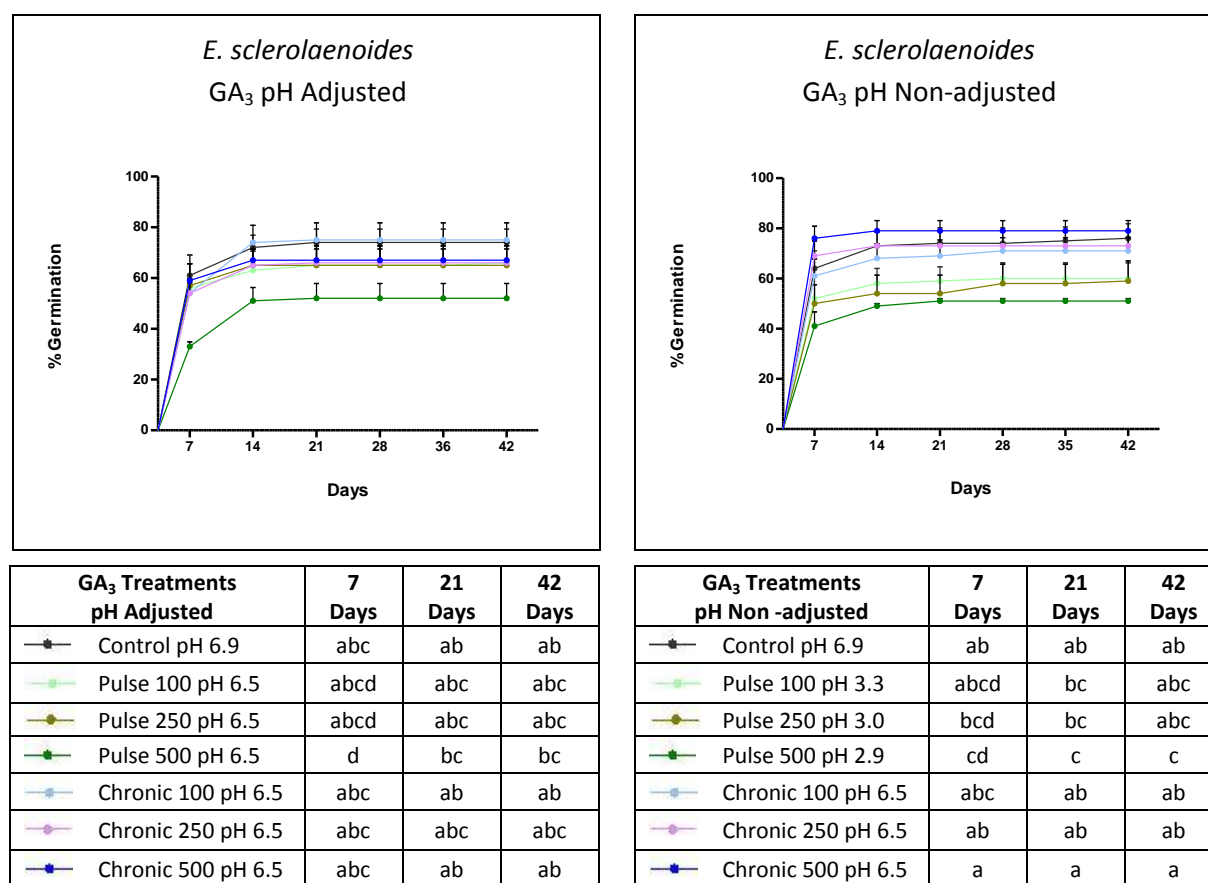 E. sclerolaenoides
GA₃ pH Adjusted
100
80
60
40
20
0
%Germination
7 14 21 28 36 42
Days
E. sclerolaenoides
GA₃ pH Non-adjusted
100
80
60
40
20
0
%Germination
7 14 21 28 35 42
Days
GA₃ Treatments pH Adjusted 7 Days 21 Days 42 Days
Control pH 6.9 abc ab ab
Pulse 100 pH 6.5 abcd abc abc
Pulse 250 pH 6.5 abcd abc abc
Pulse 500 pH 6.5 d bc bc
Chronic 100 pH 6.5 abc ab ab
Chronic 250 pH 6.5 abc abc abc
Chronic 500 pH 6.5 abc ab ab
GA₃ Treatments pH Non -adjusted 7 Days 21 Days 42 Days
Control pH 6.9 ab ab ab
Pulse 100 pH 3.3 abcd bc abc
Pulse 250 pH 3.0 bcd bc abc
Pulse 500 pH 2.9 cd c c
Chronic 100 pH 6.5 abc ab ab
Chronic 250 pH 6.5 ab ab ab
Chronic 500 pH 6.5 a a a